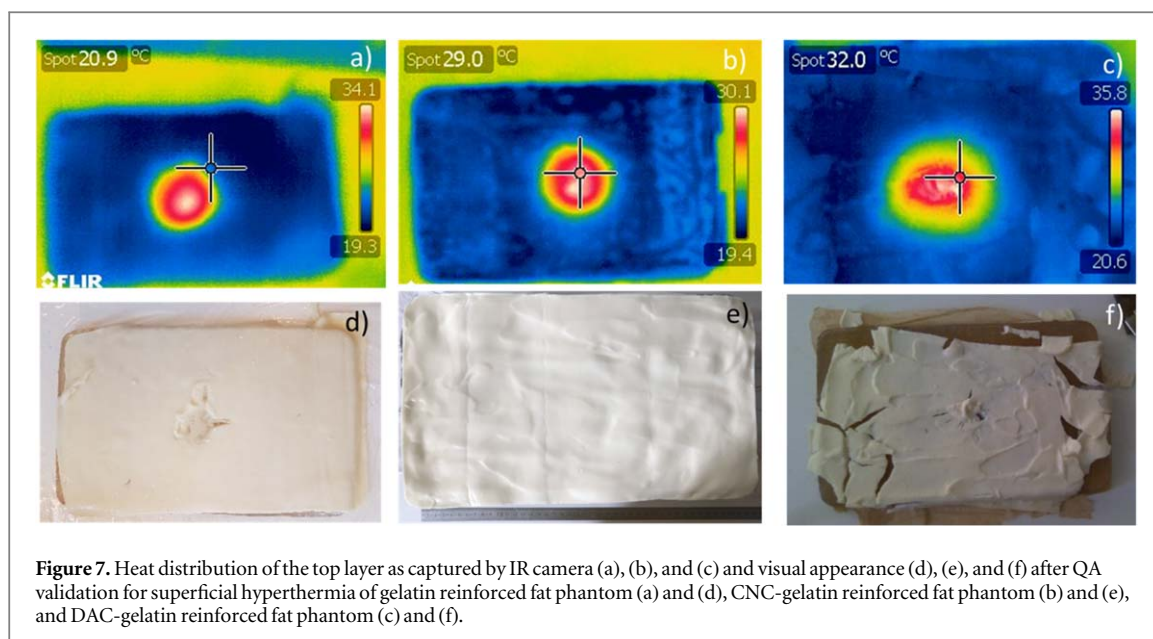 Spot 20.9 °C
a)
34.1
19.3
FLIR
Spot 29.0 °C
b)
30.1
19.4
Spot 32.0 °C
c)
35.8
20.6
d)
e)
f)
Figure 7. Heat distribution of the top layer as captured by IR camera (a), (b), and (c) and visual appearance (d), (e), and (f) after QA
validation for superficial hyperthermia of gelatin reinforced fat phantom (a) and (d), CNC-gelatin reinforced fat phantom (b) and (e),
and DAC-gelatin reinforced fat phantom (c) and (f).